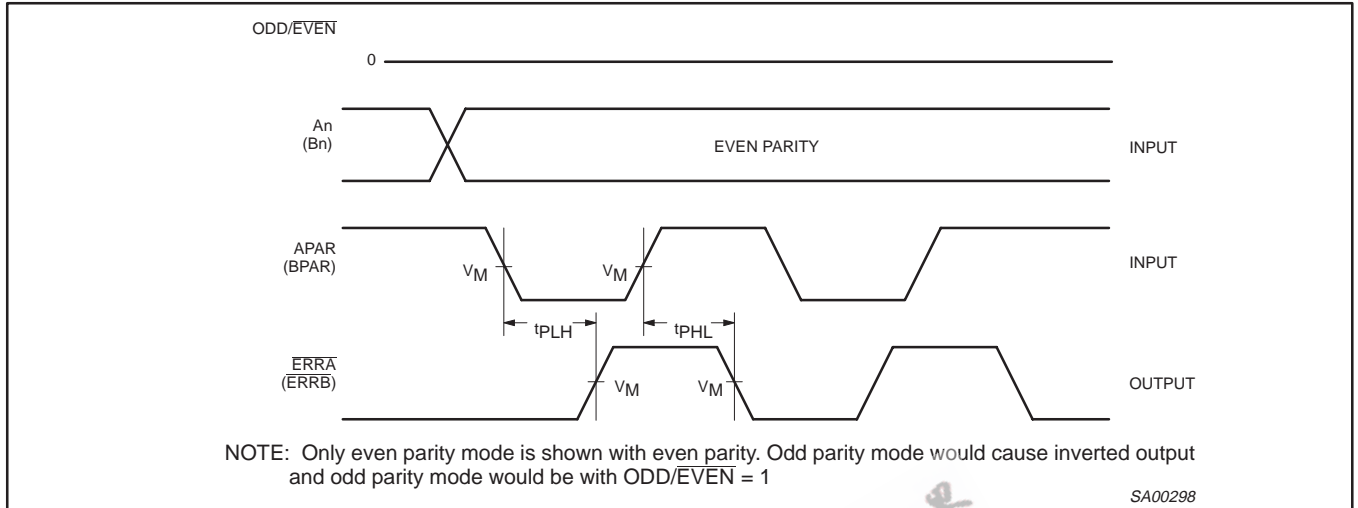 ODD/EVEN
0
An
(Bn)
EVEN PARITY
INPUT
APAR
(BPAR)
VM
VM
INPUT
tPLH
tPHL
ERRA
(ERRB)
VM
VM
OUTPUT
NOTE: Only even parity mode is shown with even parity. Odd parity mode would cause inverted output
and odd parity mode would be with ODD/EVEN = 1
SA00298